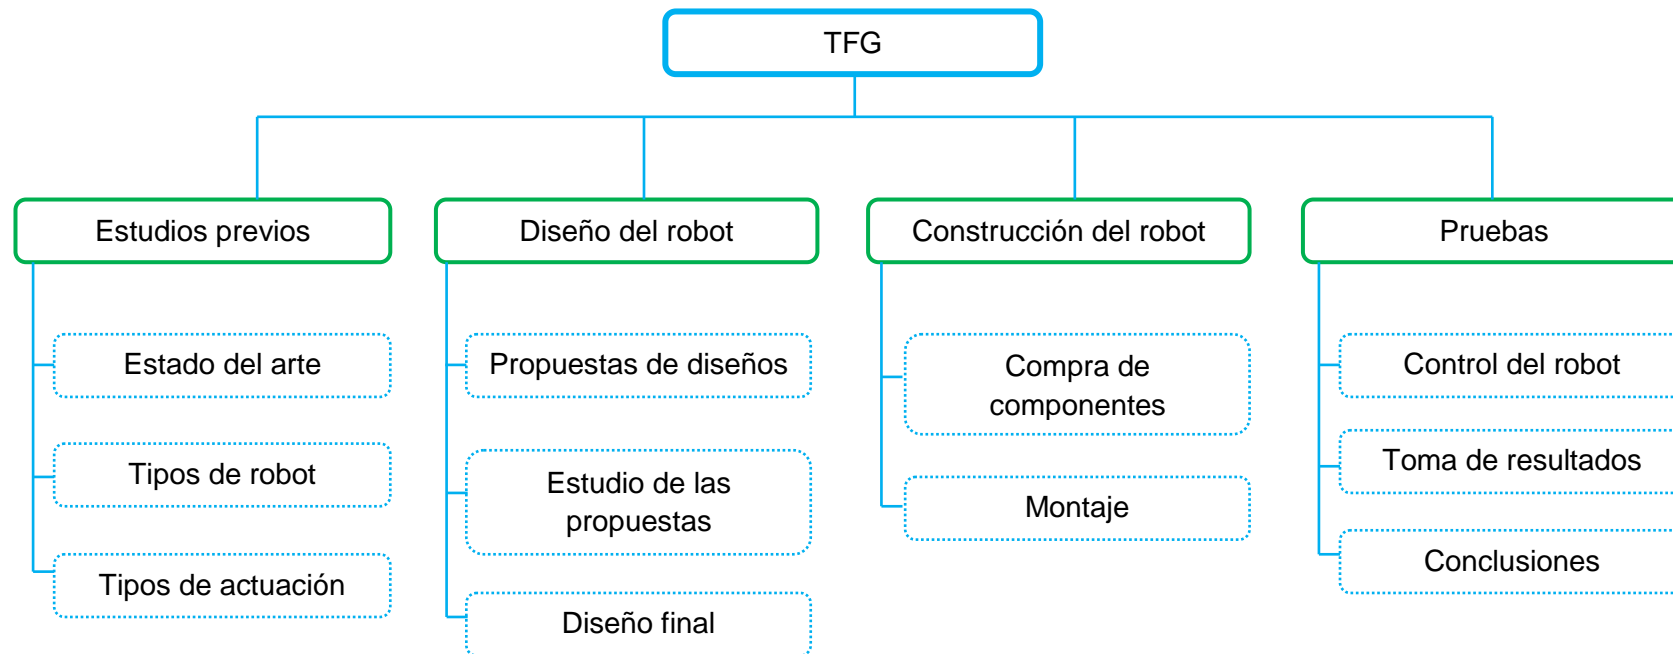 TFG
Estudios previos
Diseño del robot
Construcción del robot
Pruebas
Estado del arte
Tipos de robot
Tipos de actuación
Propuestas de diseños
Estudio de las
propuestas
Diseño final
Compra de
componentes
Montaje
Control del robot
Toma de resultados
Conclusiones